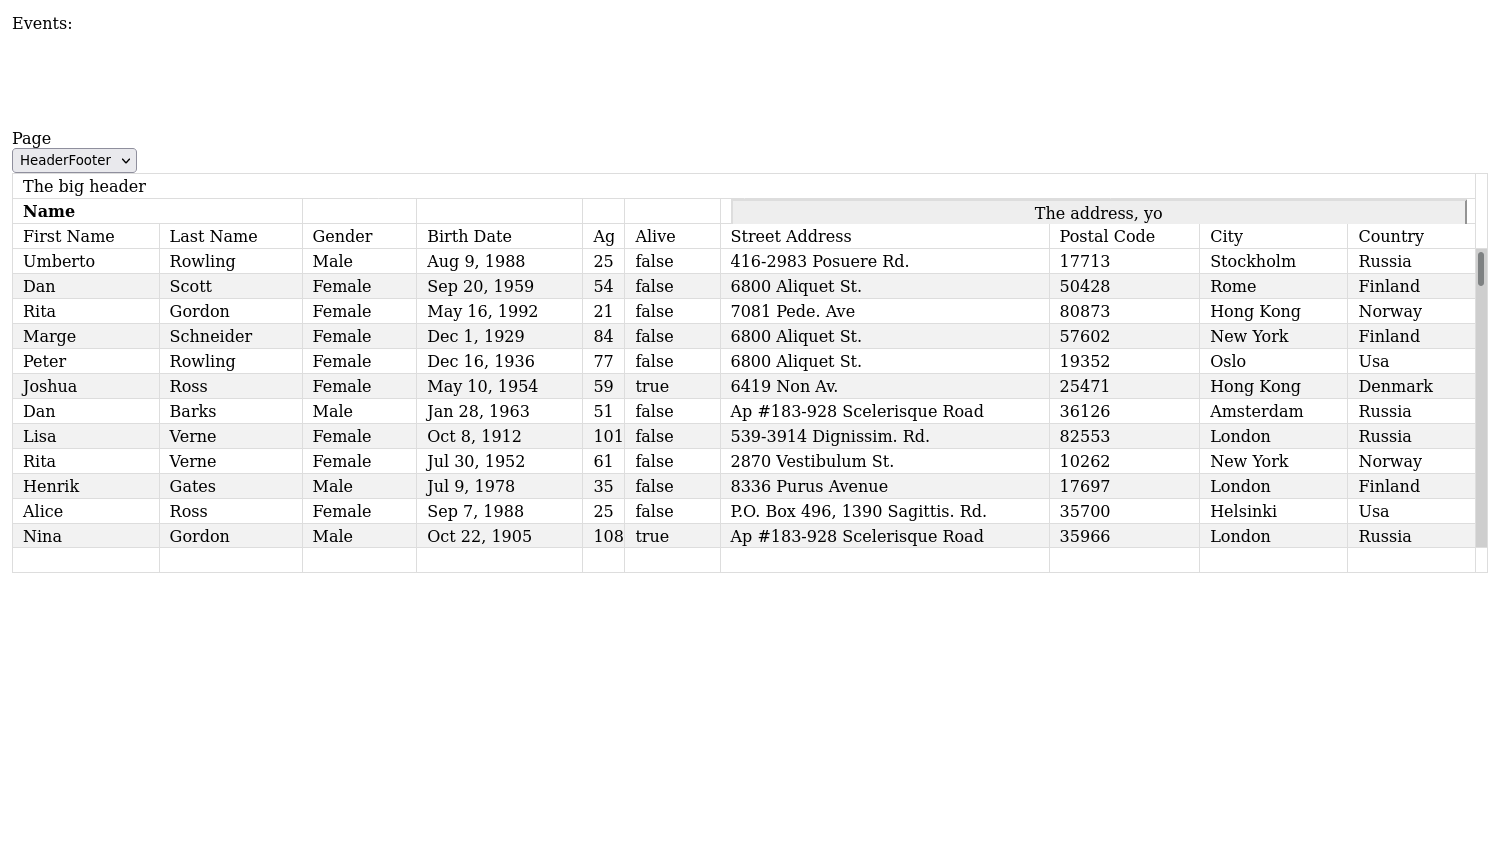 Events:
Page
HeaderFooter
The big header
Name The address, yo
First Name Last Name Gender Birth Date Ag Alive Street Address Postal Code City Country
Umberto Rowling Male Aug 9, 1988 25 false 416-2983 Posuere Rd. 17713 Stockholm Russia
Dan Scott Female Sep 20, 1959 54 false 6800 Aliquet St. 50428 Rome Finland
Rita Gordon Female May 16, 1992 21 false 7081 Pede. Ave 80873 Hong Kong Norway
Marge Schneider Female Dec 1, 1929 84 false 6800 Aliquet St. 57602 New York Finland
Peter Rowling Female Dec 16, 1936 77 false 6800 Aliquet St. 19352 Oslo Usa
Joshua Ross Female May 10, 1954 59 true 6419 Non Av. 25471 Hong Kong Denmark
Dan Barks Male Jan 28, 1963 51 false Ap #183-928 Scelerisque Road 36126 Amsterdam Russia
Lisa Verne Female Oct 8, 1912 101 false 539-3914 Dignissim. Rd. 82553 London Russia
Rita Verne Female Jul 30, 1952 61 false 2870 Vestibulum St. 10262 New York Norway
Henrik Gates Male Jul 9, 1978 35 false 8336 Purus Avenue 17697 London Finland
Alice Ross Female Sep 7, 1988 25 false P.O. Box 496, 1390 Sagittis. Rd. 35700 Helsinki Usa
Nina Gordon Male Oct 22, 1905 108 true Ap #183-928 Scelerisque Road 35966 London Russia